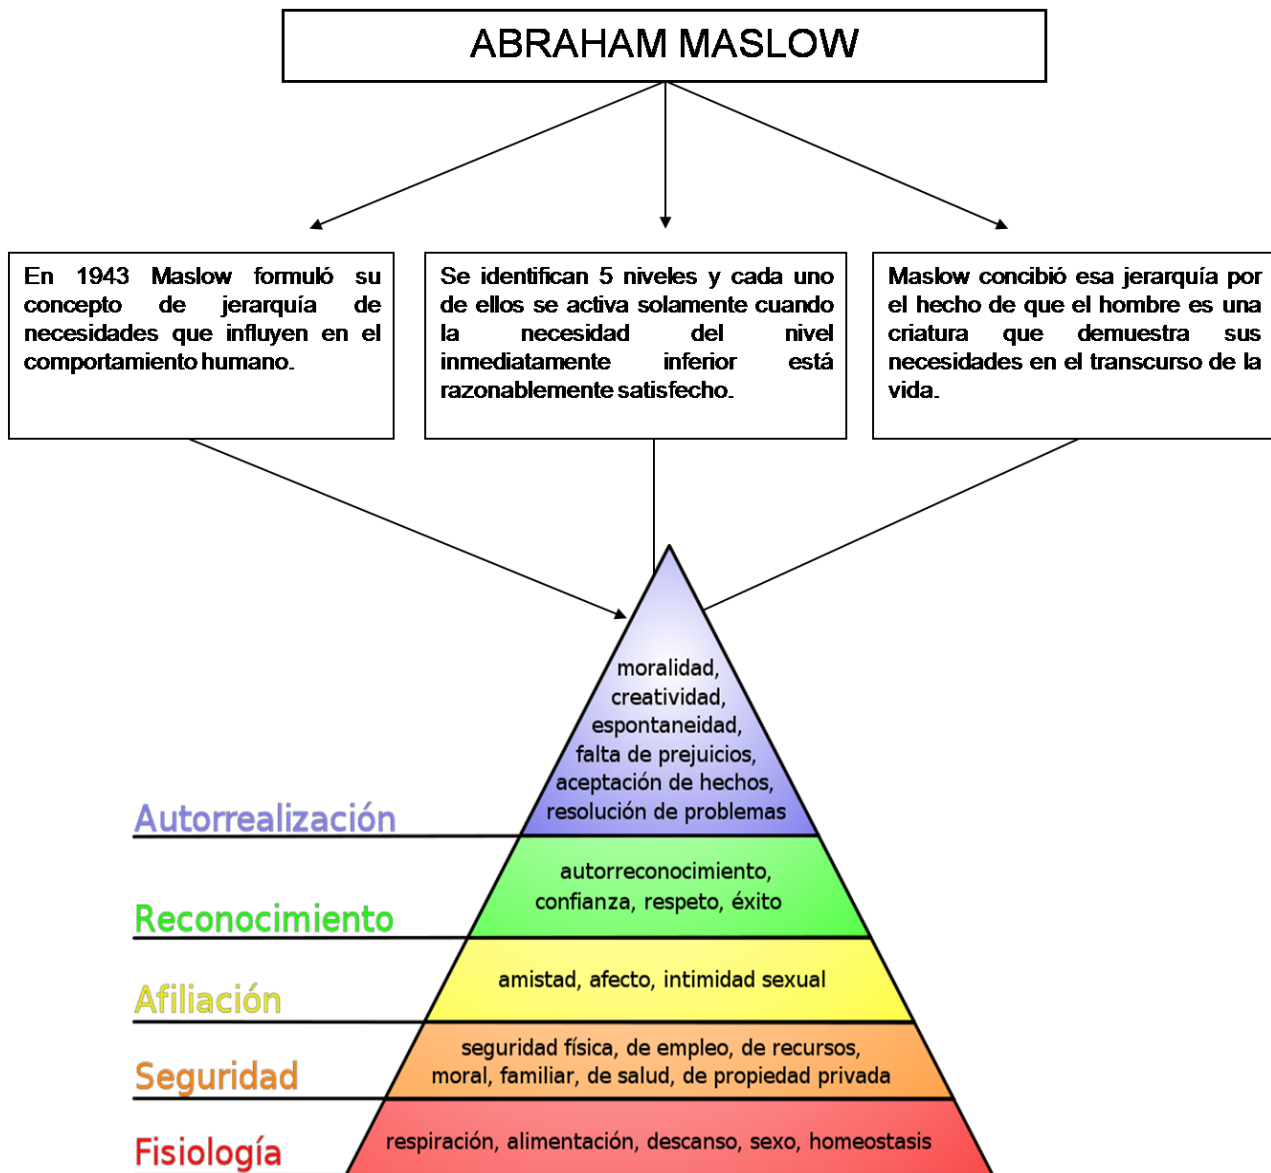 ABRAHAM MASLOW
En 1943 Maslow formuló su
concepto de jerarquía de
necesidades que influyen en el
comportamiento humano.
Se identifican 5 niveles y cada uno
de ellos se activa solamente cuando
la necesidad del nivel
inmediatamente inferior está
razonablemente satisfecho.
Maslow concibió esa jerarquía por
el hecho de que el hombre es una
criatura que demuestra sus
necesidades en el transcurso de la
vida.
moralidad,
creatividad,
espontaneidad,
falta de prejuicios,
aceptación de hechos,
resolución de problemas
Autorrealización
autorreconocimiento,
confianza, respeto, éxito
Reconocimiento
amistad, afecto, intimidad sexual
Afiliación
seguridad física, de empleo, de recursos,
moral, familiar, de salud, de propiedad privada
Seguridad
respiración, alimentación, descanso, sexo, homeostasis
Fisiología